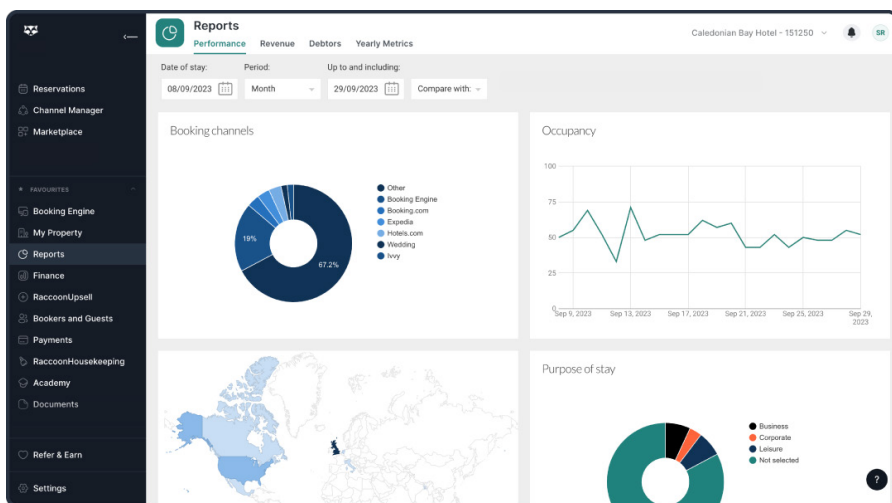 Reports
Performance Revenue Debtors Yearly Metrics
Caledonian Bay Hotel - 151250
SR
Reservations
Channel Manager
Marketplace
FAVOURITES
Booking Engine
My Property
Reports
Finance
RaccoonUpsell
Bookers and Guests
Payments
RaccoonHousekeeping
Academy
Documents
Refer & Earn
Settings
Date of stay: Period: Up to and including:
08/09/2023 Month 29/09/2023 Compare with:
Booking channels
19%
67.2%
Other
Booking Engine
Booking.com
Expedia
Hotels.com
Wedding
Ivvy
Occupancy
100
75
50
25
0
Sep 9, 2023 Sep 13, 2023 Sep 17, 2023 Sep 21, 2023 Sep 25, 2023 Sep 29,
2023
Purpose of stay
Business
Corporate
Leisure
Not selected
?